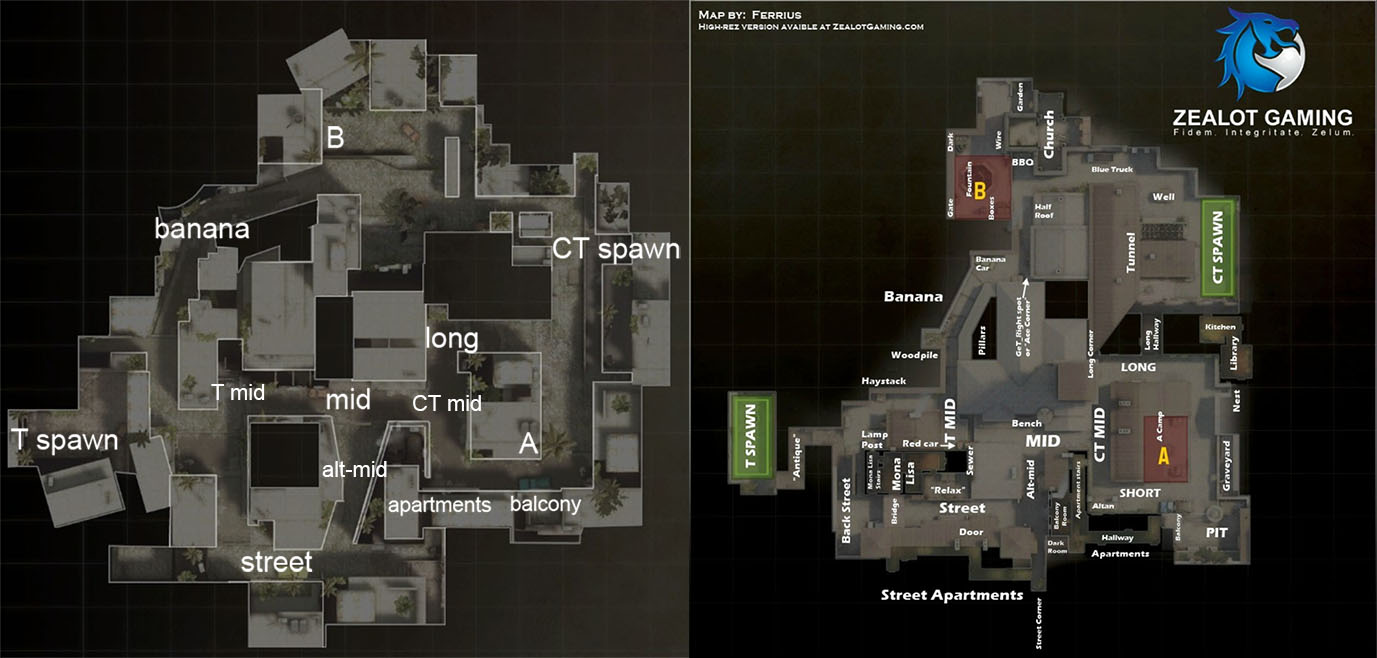 B
banana
CT spawn
long
T mid
mid
CT mid
T spawn
A
alt-mid
apartments
balcony
street
Map by: Ferrius
High-rez version avaible at ZealotGaming.com
ZEALOT GAMING
Fidem. Integritate. Zelum.
Garden
Church
Dark
Wire
BBQ
Blue Truck
Fountain
B
Gate
Boxes
Half
Roof
Well
Tunnel
CT SPAWN
Banana
Car
Banana
GeT_Right spot
or "Ace Corner"
Pillars
Long
Hallway
Kitchen
Library
Woodpile
Long Corner
LONG
Haystack
Nest
T SPAWN
"Antique"
T MID
Bench
MID
CT MID
A Camp
A
Lamp
Post
Red car
Sewer
Mona Lisa
Stairs
Mona
Lisa
Alt-mid
Apartment stairs
Graveyard
"Relax"
SHORT
Back Street
Bridge
Street
Balcony
Room
Altan
Door
Balcony
PIT
Dark
Room
Hallway
Apartments
Street Apartments
Street Corner